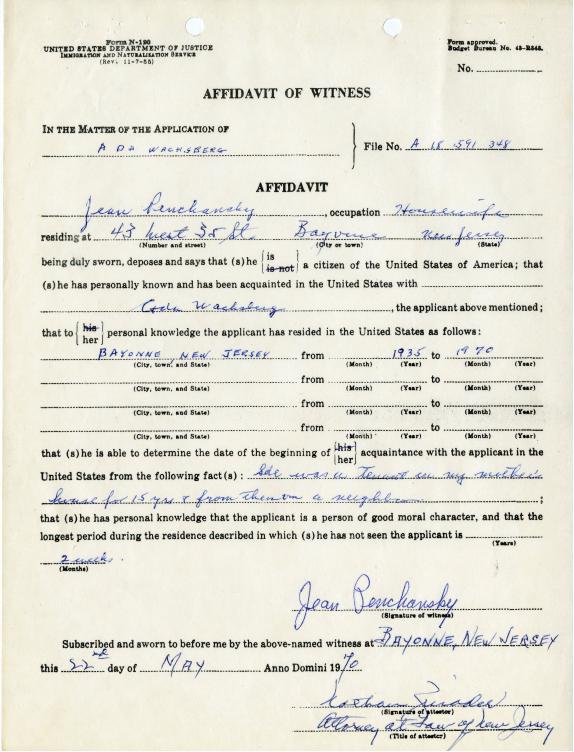 Form N-120
UNITED STATES DEPARTMENT OF JUSTICE
IMMIGRATION AND NATURALIZATION SERVICE
(Rev. 11-7-55)
Form approved.
Budget Bureau No. 43-R343.
No.
AFFIDAVIT OF WITNESS
IN THE MATTER OF THE APPLICATION OF
ADA WACHSBERG
File No. A 18 591 348
AFFIDAVIT
Jean Penchansky, occupation Housewife
residing at 43 West 35 St. Bayonne New Jersey
(Number and street) (City or town) (State)
being duly sworn, deposes and says that (s)he {is
is not} a citizen of the United States of America; that
(s)he has personally known and has been acquainted in the United States with
Ada Wachsberg, the applicant above mentioned;
that to {his
her} personal knowledge the applicant has resided in the United States as follows:
BAYONNE, NEW JERSEY from 1935 to 1970
(City, town, and State) (Month) (Year) (Month) (Year)
from to
(City, town, and State) (Month) (Year) (Month) (Year)
from to
(City, town, and State) (Month) (Year) (Month) (Year)
from to
(City, town, and State) (Month) (Year) (Month) (Year)
that (s)he is able to determine the date of the beginning of {his
her} acquaintance with the applicant in the
United States from the following fact(s): was a tenant in my mother's
house for 15 yrs & from then on a neighbor;
that (s)he has personal knowledge that the applicant is a person of good moral character, and that the
longest period during the residence described in which (s)he has not seen the applicant is
(Years)
2 weeks.
(Months)
Jean Penchansky
(Signature of witness)
Subscribed and sworn to before me by the above-named witness at BAYONNE, NEW JERSEY
this 22nd day of MAY Anno Domini 1970
(Signature of attester)
Attorney at Law of New Jersey
(Title of attester)